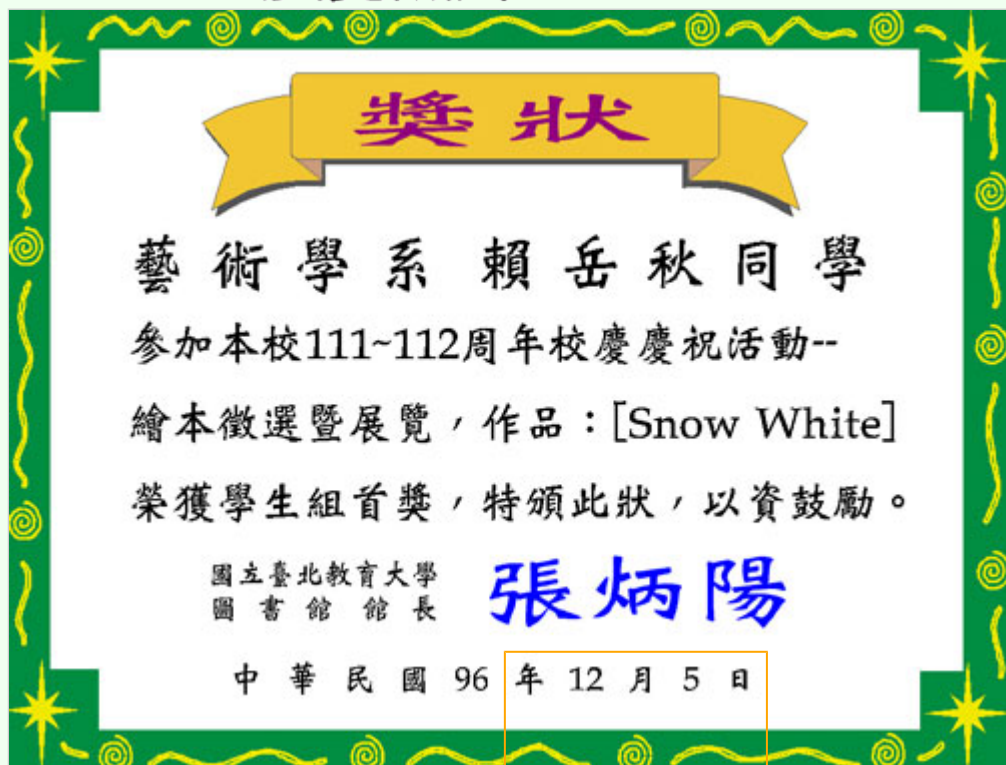 獎狀
藝術學系賴岳秋同學
參加本校111~112周年校慶慶祝活動--
繪本徵選暨展覽，作品：[Snow White]
榮獲學生組首獎，特頒此狀，以資鼓勵。
國立臺北教育大學
圖書館館長 張炳陽
中華民國96年12月5日